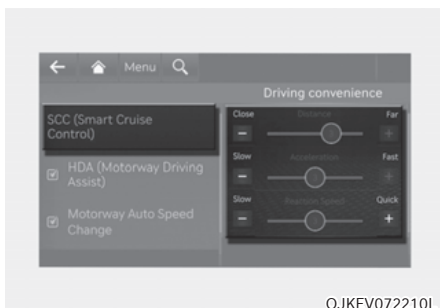 Menu
Driving convenience
SCC (Smart Cruise
Control)
HDA (Motorway Driving
Assist)
Motorway Auto Speed
Change
Close Distance Far
Slow Acceleration Fast
Slow Reaction Speed Quick
OJKEV072210L